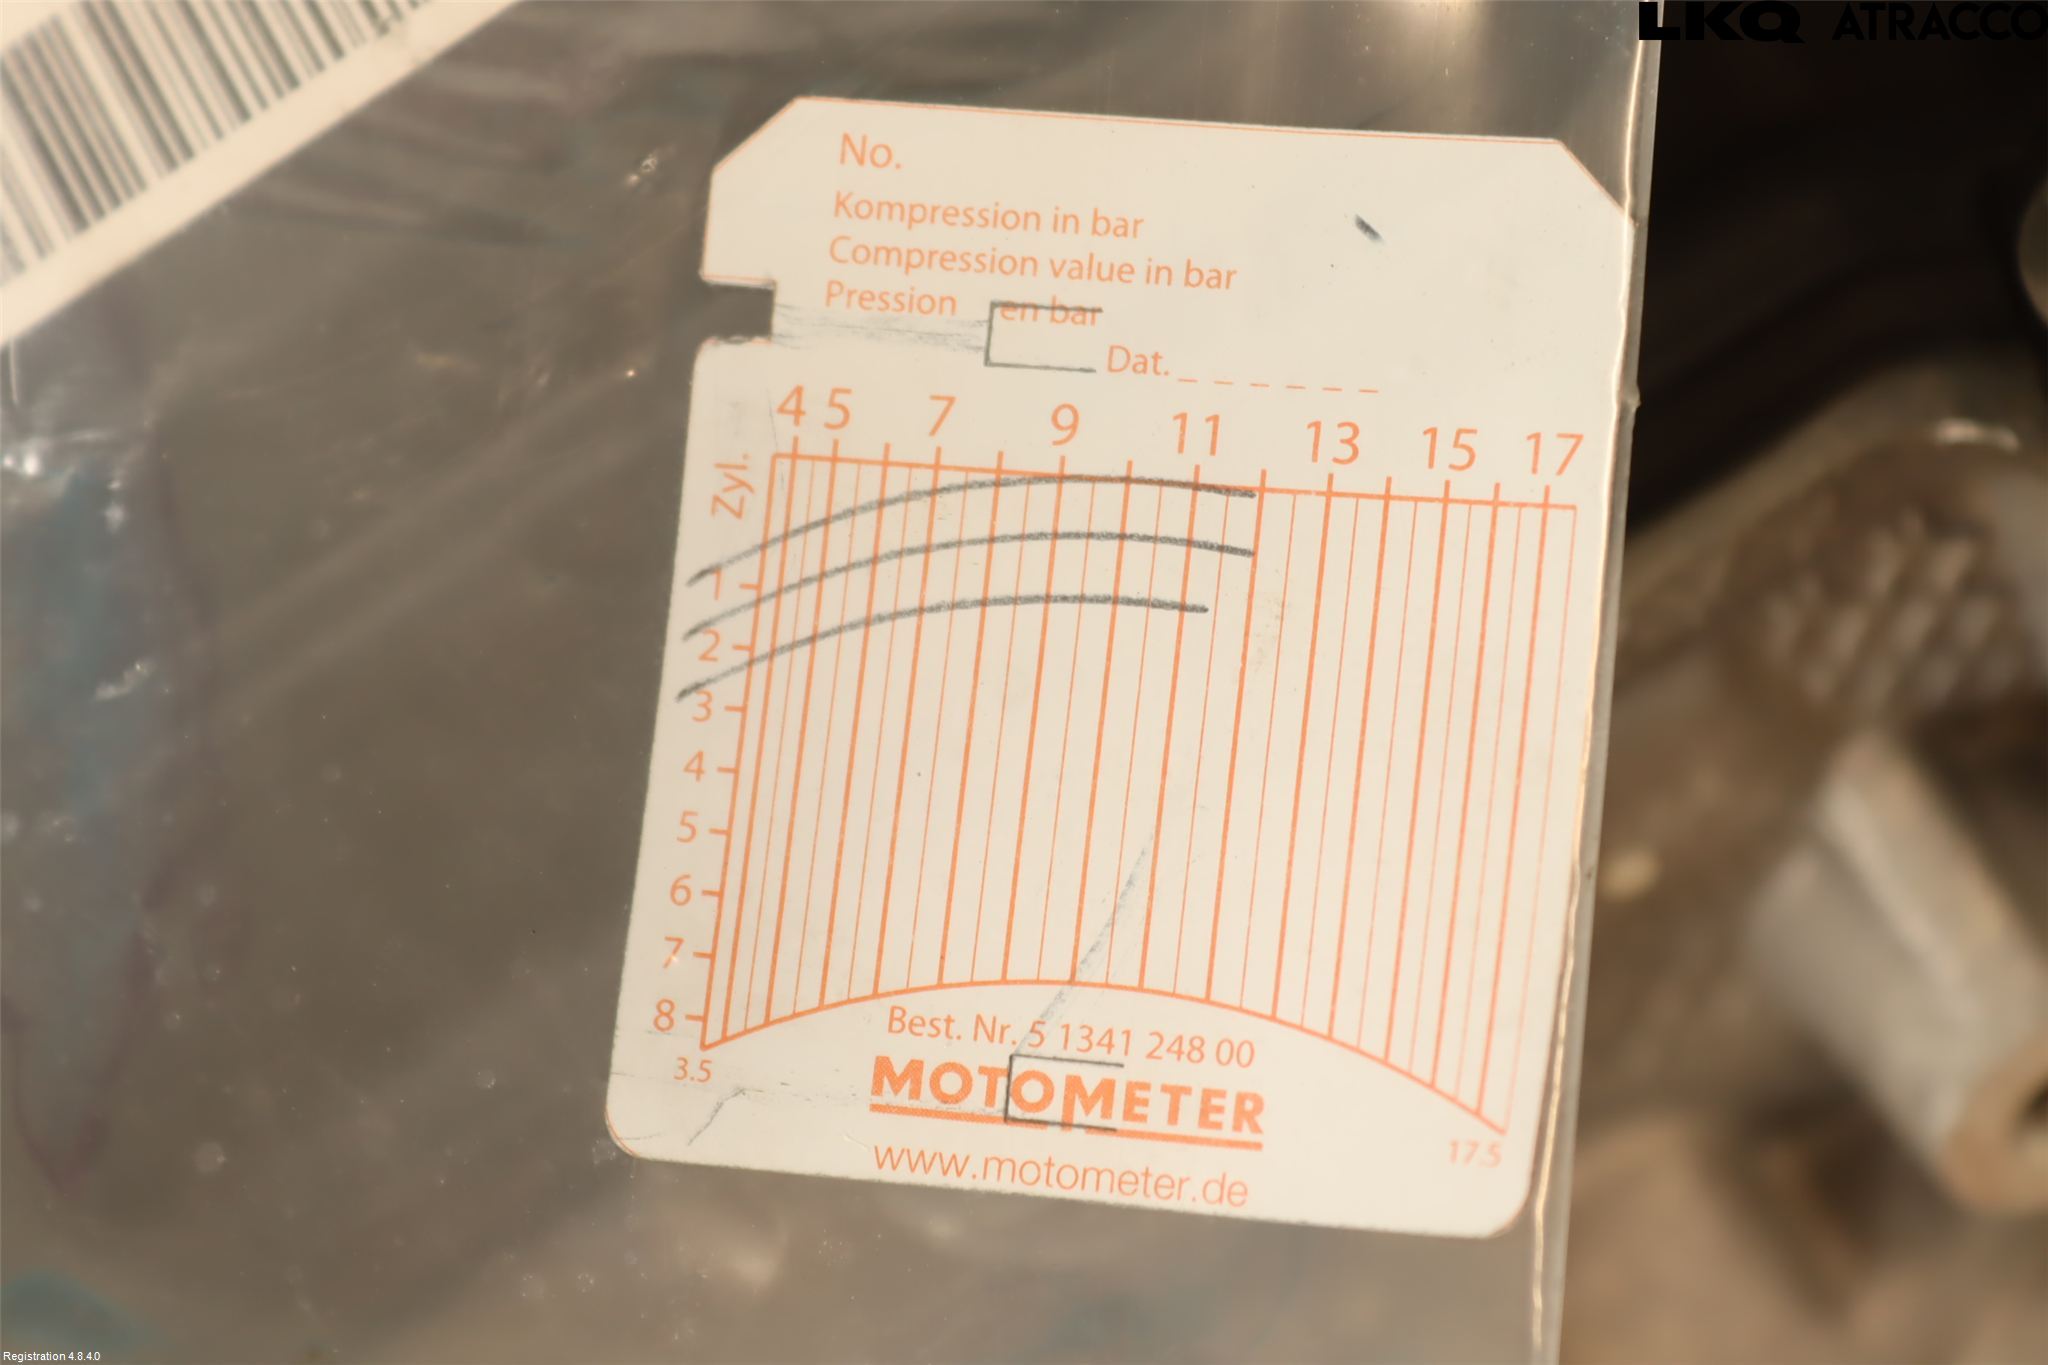 LKQ ATRACCO
No.
Kompression in bar
Compression value in bar
Pression en bar
Dat. _ _ _ _ _ _
4 5 7 9 11 13 15 17
Zyl.
1
2
3
4
5
6
7
8
3.5
17.5
Best. Nr. 5 1341 248 00
MOTOMETER
www.motometer.de
Registration 4.8.4.0